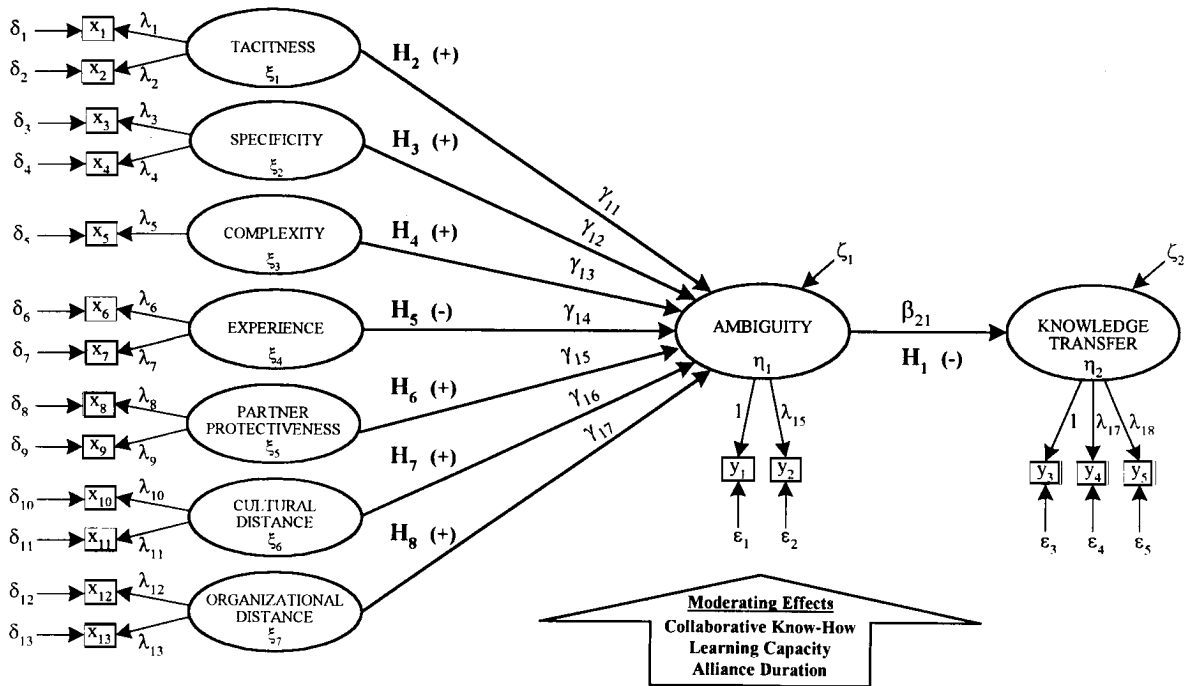 δ1 x1 λ1
δ2 x2 λ2
TACITNESS
ξ1
H2 (+)
γ11
δ3 x3 λ3
δ4 x4 λ4
SPECIFICITY
ξ2
H3 (+)
γ12
δ5 x5 λ5
COMPLEXITY
ξ3
H4 (+)
γ13
δ6 x6 λ6
δ7 x7 λ7
EXPERIENCE
ξ4
H5 (-)
γ14
δ8 x8 λ8
δ9 x9 λ9
PARTNER
PROTECTIVENESS
ξ5
H6 (+)
γ15
δ10 x10 λ10
δ11 x11 λ11
CULTURAL
DISTANCE
ξ6
H7 (+)
γ16
δ12 x12 λ12
δ13 x13 λ13
ORGANIZATIONAL
DISTANCE
ξ7
H8 (+)
γ17
ζ1
AMBIGUITY
η1
1 λ15
y1 y2
ε1 ε2
β21
H1 (-)
ζ2
KNOWLEDGE
TRANSFER
η2
1 λ17 λ18
y3 y4 y5
ε3 ε4 ε5
Moderating Effects
Collaborative Know-How
Learning Capacity
Alliance Duration